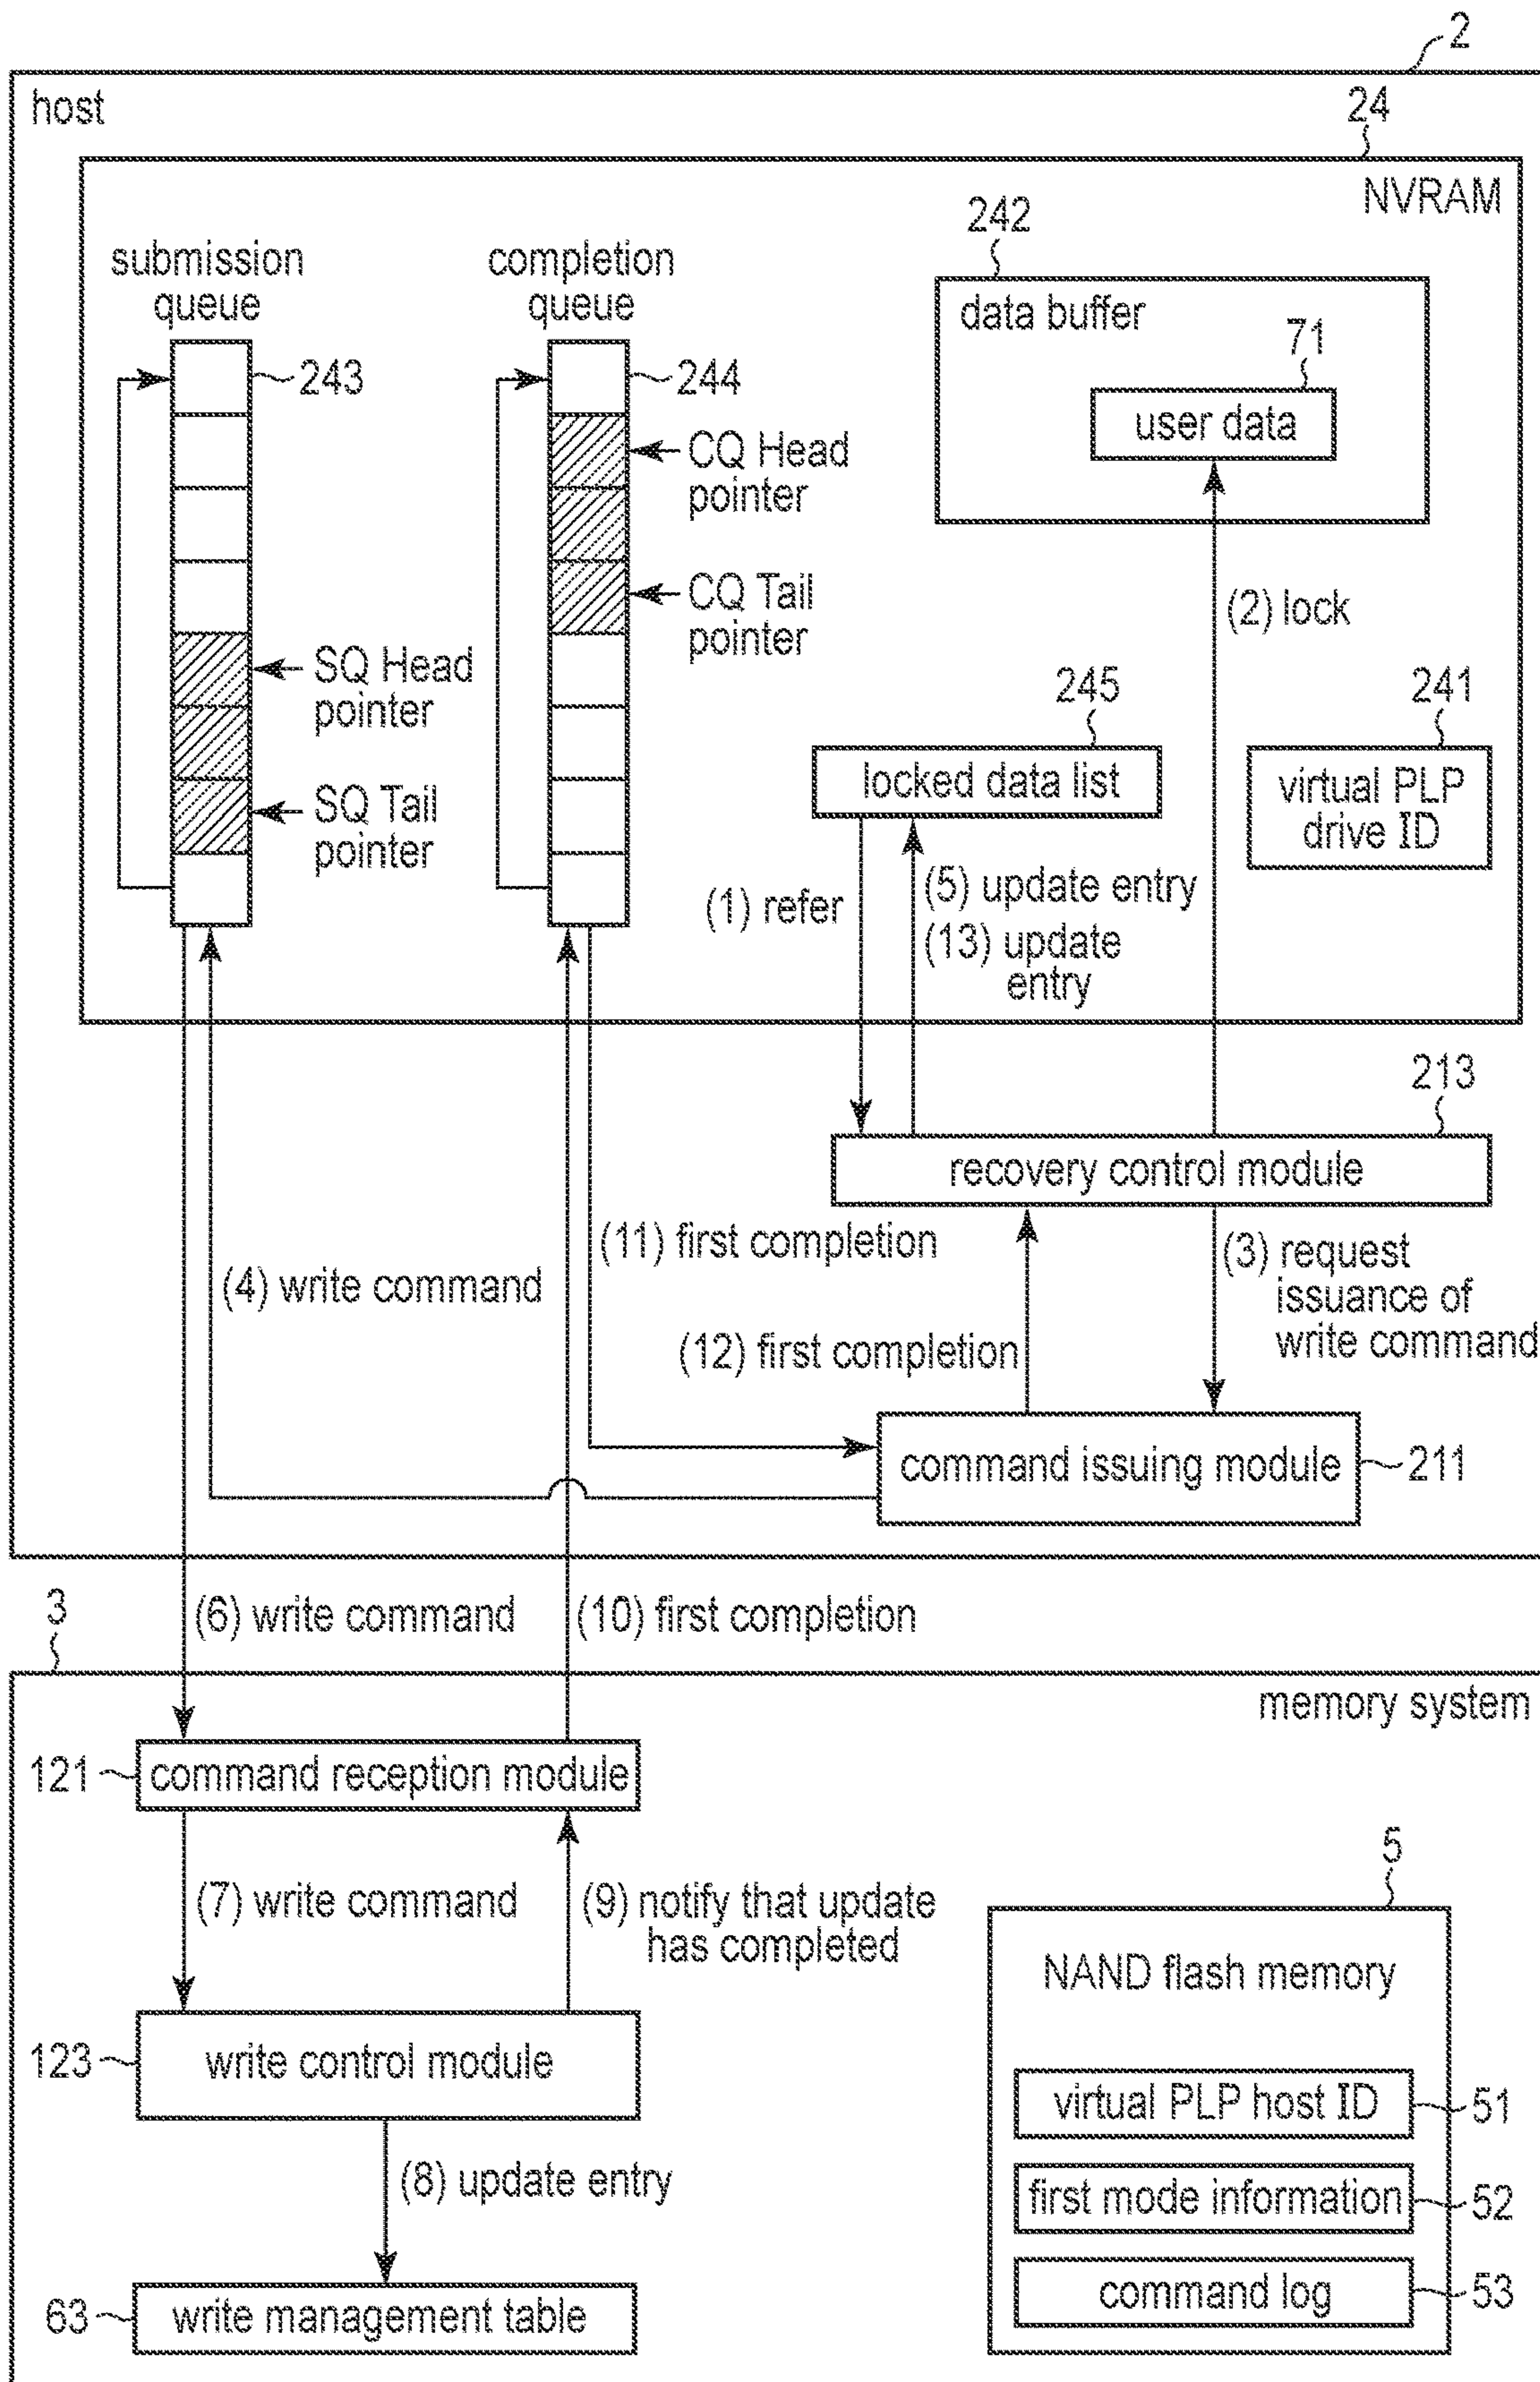 2
host
24
NVRAM
submission
queue
completion
queue
242
data buffer
71
user data
243
244
CQ Head
pointer
CQ Tail
pointer
(2) lock
SQ Head
pointer
SQ Tail
pointer
245
locked data list
241
virtual PLP
drive ID
(1) refer
(5) update entry
(13) update
entry
213
recovery control module
(11) first completion
(3) request
issuance of
write command
(4) write command
(12) first completion
command issuing module
211
3
(6) write command
(10) first completion
memory system
121
command reception module
(7) write command
(9) notify that update
has completed
5
NAND flash memory
123
write control module
virtual PLP host ID
51
(8) update entry
first mode information
52
command log
53
63
write management table